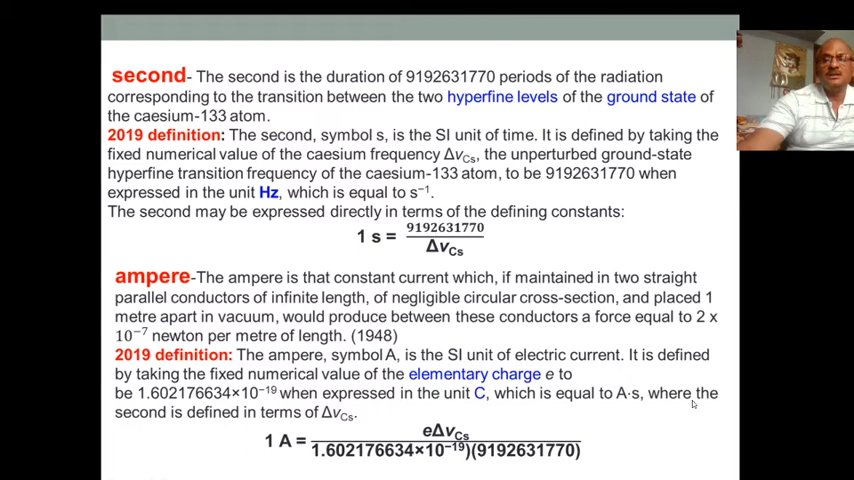 second- The second is the duration of 9192631770 periods of the radiation
corresponding to the transition between the two hyperfine levels of the ground state of
the caesium-133 atom.
2019 definition: The second, symbol s, is the SI unit of time. It is defined by taking the
fixed numerical value of the caesium frequency ΔνCs, the unperturbed ground-state
hyperfine transition frequency of the caesium-133 atom, to be 9192631770 when
expressed in the unit Hz, which is equal to s⁻¹.
The second may be expressed directly in terms of the defining constants:
1 s = 9192631770 / ΔνCs
ampere-The ampere is that constant current which, if maintained in two straight
parallel conductors of infinite length, of negligible circular cross-section, and placed 1
metre apart in vacuum, would produce between these conductors a force equal to 2 x
10⁻⁷ newton per metre of length. (1948)
2019 definition: The ampere, symbol A, is the SI unit of electric current. It is defined
by taking the fixed numerical value of the elementary charge e to
be 1.602176634×10⁻¹⁹ when expressed in the unit C, which is equal to A·s, where the
second is defined in terms of ΔνCs.
1 A = eΔνCs / 1.602176634×10⁻¹⁹)(9192631770)